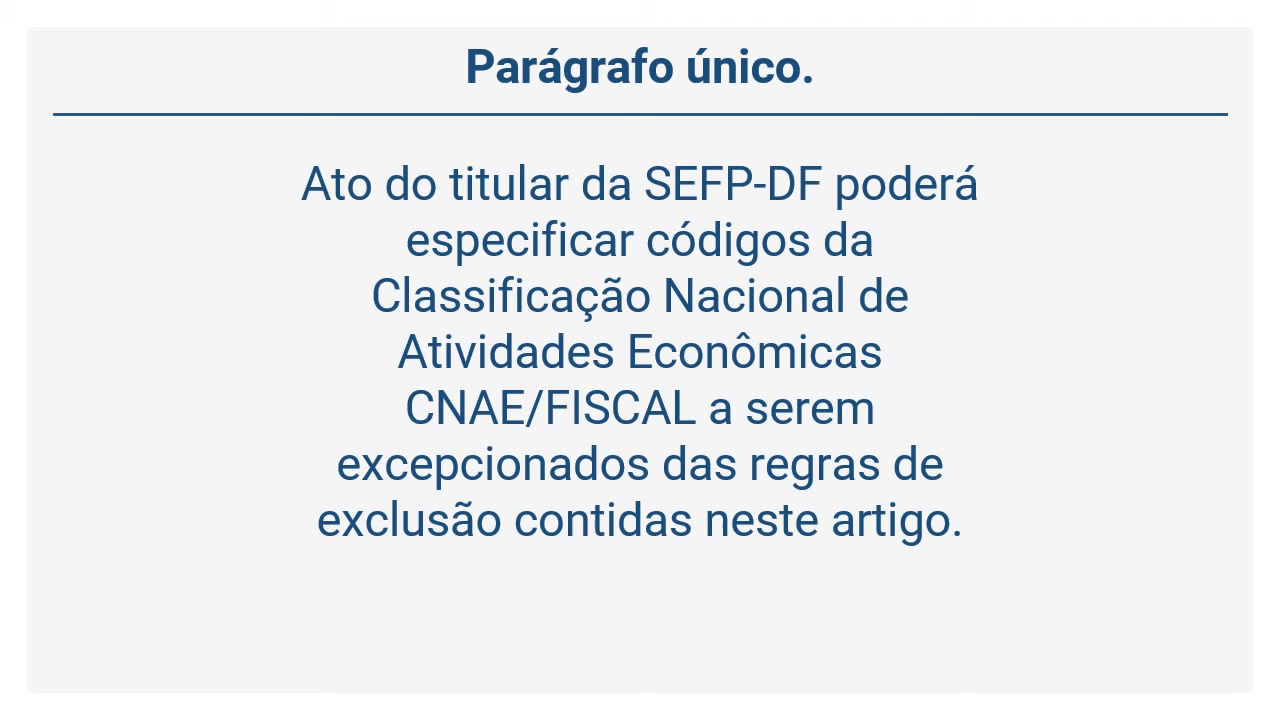 Parágrafo único.
Ato do titular da SEFP-DF poderá
especificar códigos da
Classificação Nacional de
Atividades Econômicas
CNAE/FISCAL a serem
excepcionados das regras de
exclusão contidas neste artigo.